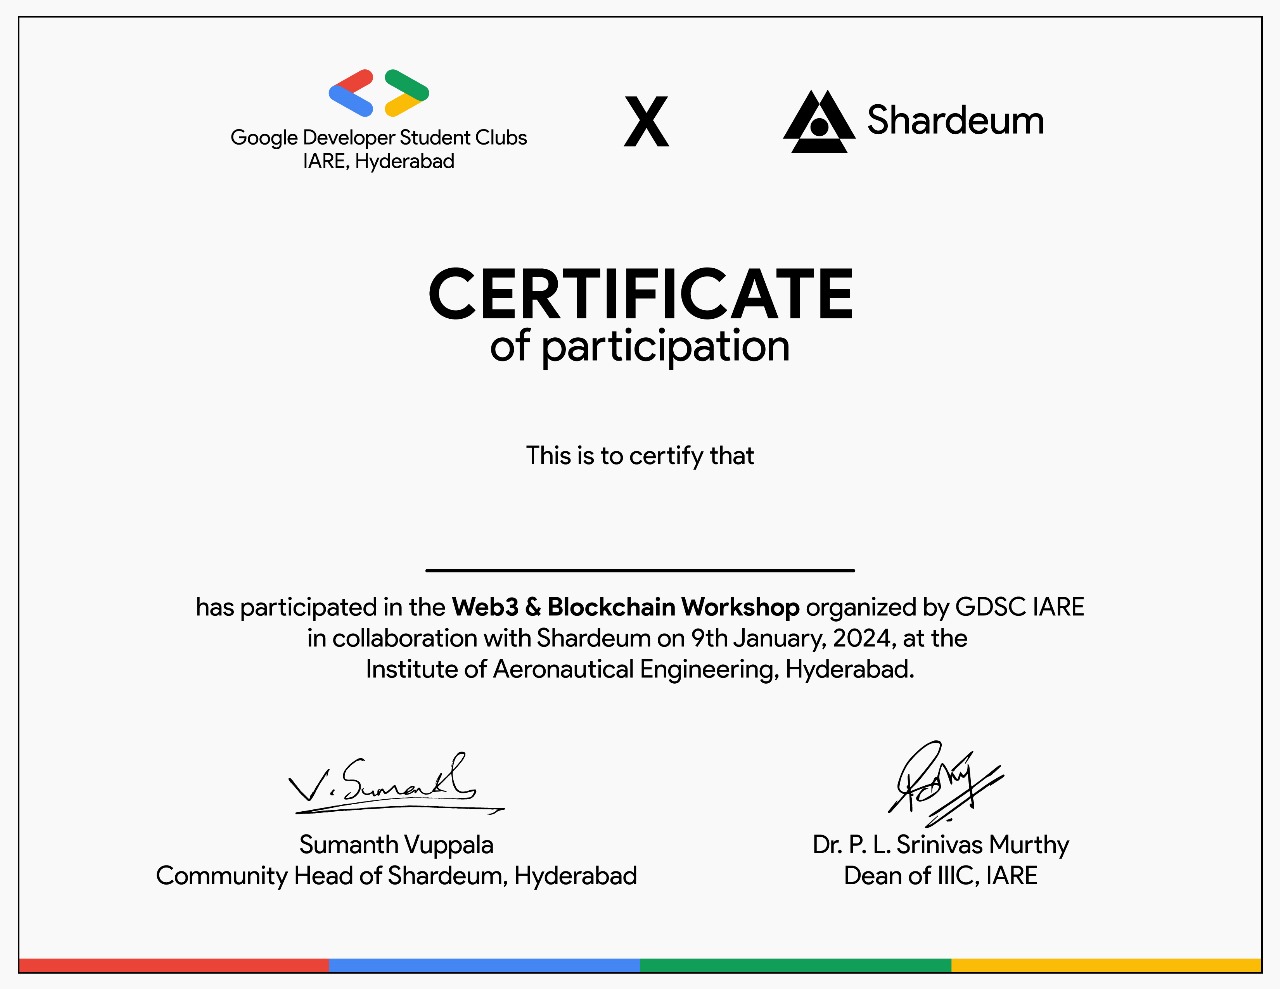 Google Developer Student Clubs
IARE, Hyderabad
X
Shardeum
CERTIFICATE
of participation
This is to certify that
has participated in the Web3 & Blockchain Workshop organized by GDSC IARE
in collaboration with Shardeum on 9th January, 2024, at the
Institute of Aeronautical Engineering, Hyderabad.
V. Sumanth
Sumanth Vuppala
Community Head of Shardeum, Hyderabad
Dr. P. L. Srinivas Murthy
Dean of IIIC, IARE